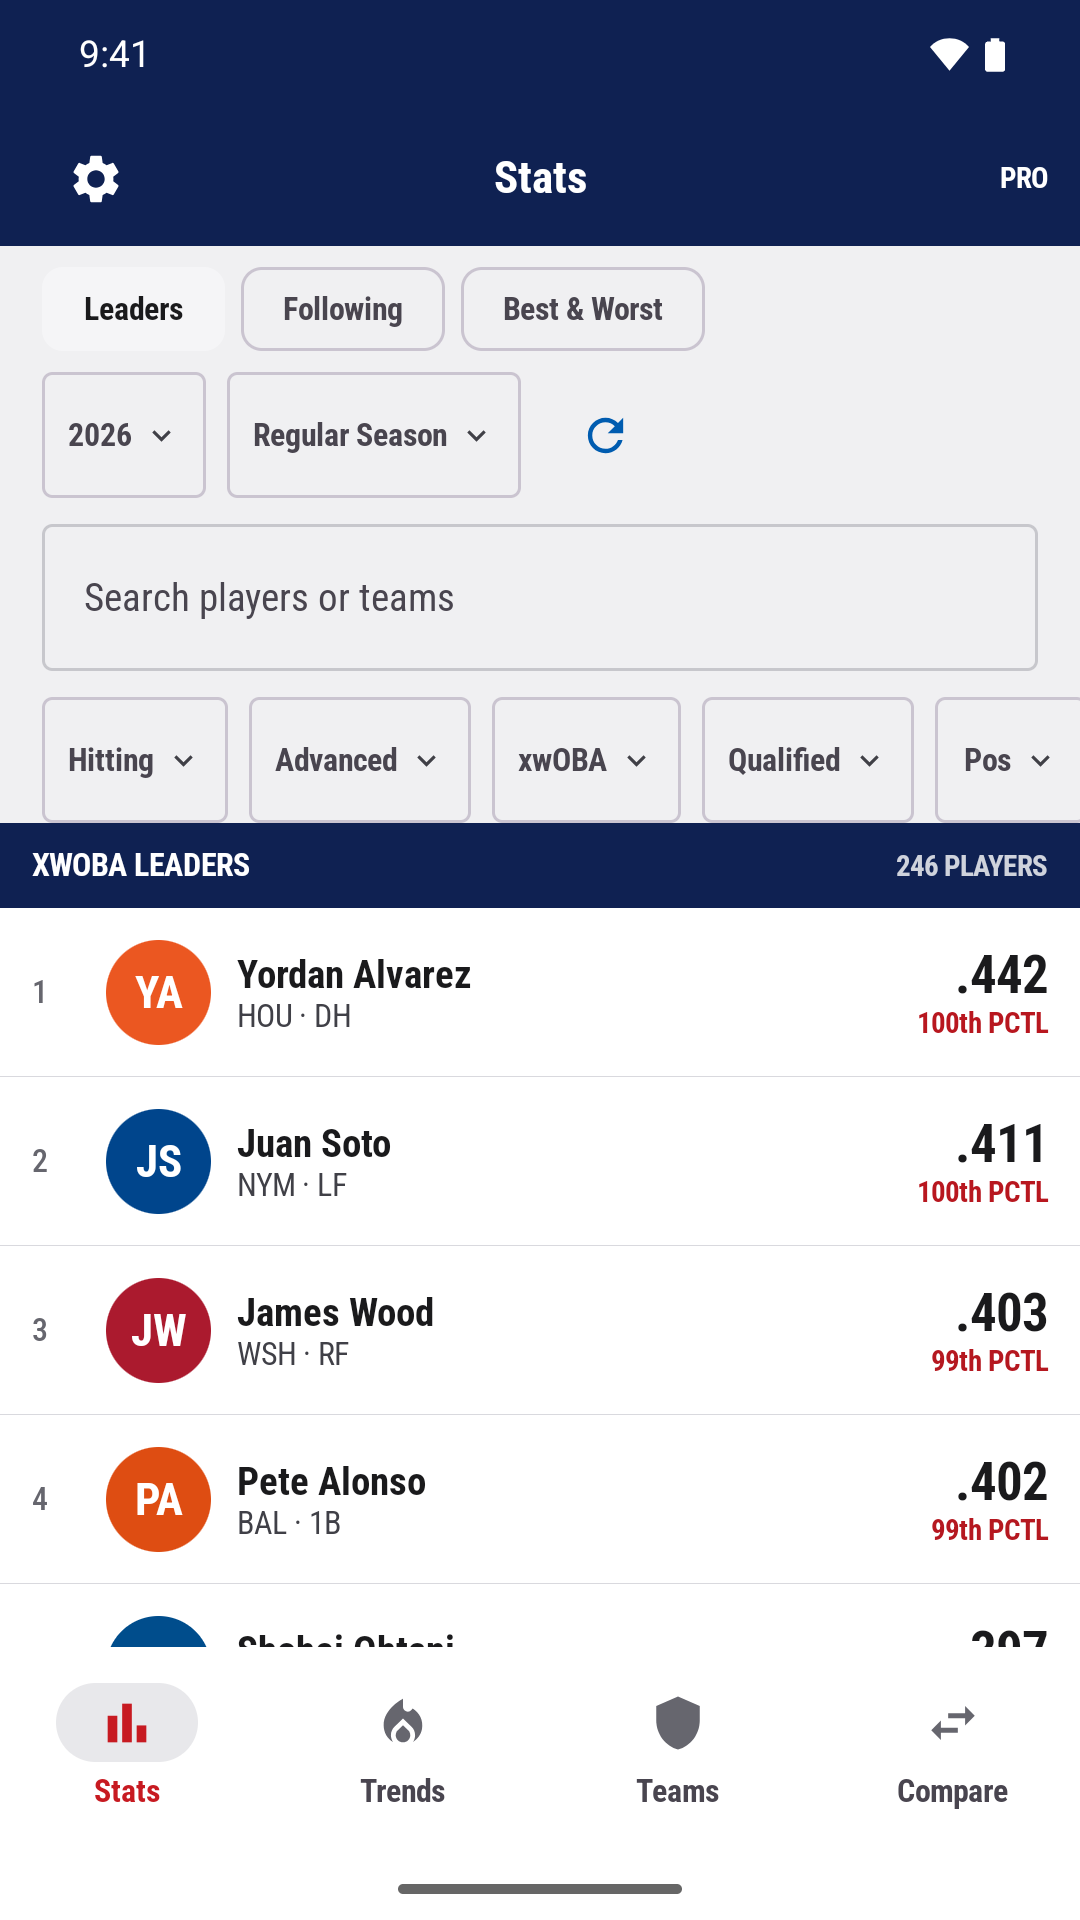 9:41
Stats
PRO
Leaders
Following
Best & Worst
2026
Regular Season
Search players or teams
Hitting
Advanced
xwOBA
Qualified
Pos
XWOBA LEADERS
246 PLAYERS
1
YA
Yordan Alvarez
HOU · DH
.442
100th PCTL
2
JS
Juan Soto
NYM · LF
.411
100th PCTL
3
JW
James Wood
WSH · RF
.403
99th PCTL
4
PA
Pete Alonso
BAL · 1B
.402
99th PCTL
Shohei Ohtani
Stats
Trends
Teams
Compare